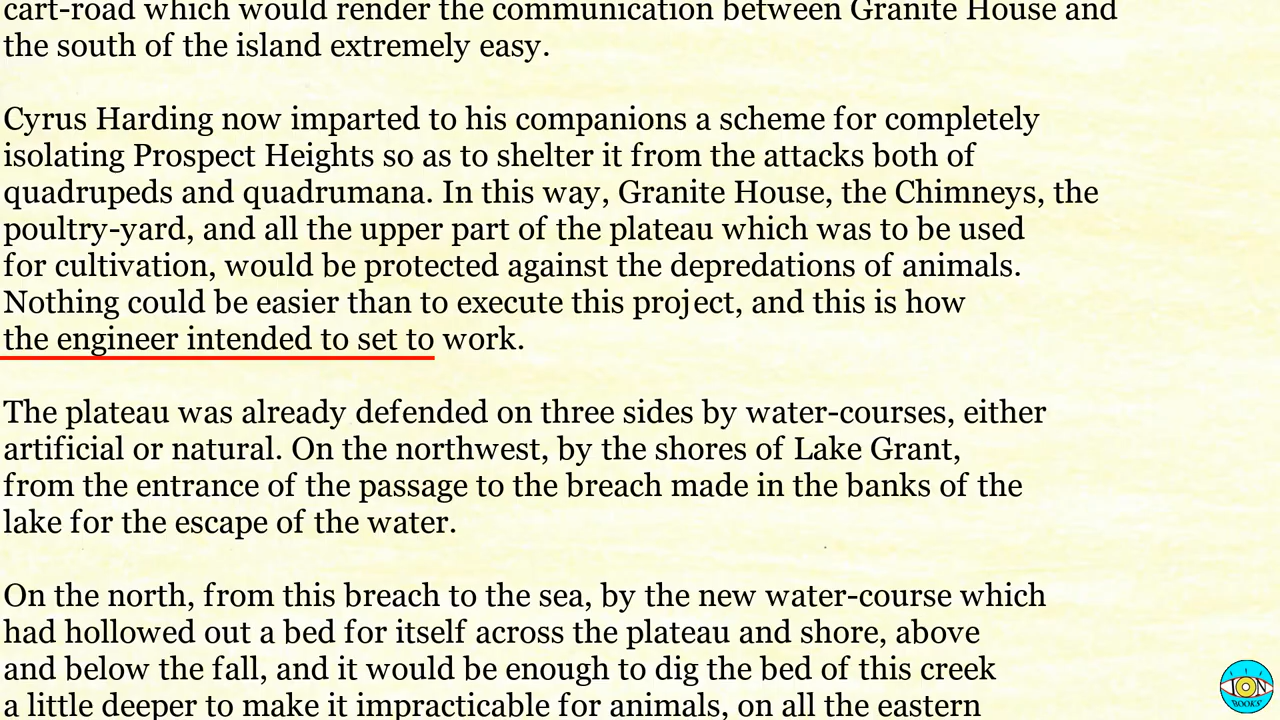 cart-road which would render the communication between Granite House and
the south of the island extremely easy.
Cyrus Harding now imparted to his companions a scheme for completely
isolating Prospect Heights so as to shelter it from the attacks both of
quadrupeds and quadrumana. In this way, Granite House, the Chimneys, the
poultry-yard, and all the upper part of the plateau which was to be used
for cultivation, would be protected against the depredations of animals.
Nothing could be easier than to execute this project, and this is how
the engineer intended to set to work.
The plateau was already defended on three sides by water-courses, either
artificial or natural. On the northwest, by the shores of Lake Grant,
from the entrance of the passage to the breach made in the banks of the
lake for the escape of the water.
On the north, from this breach to the sea, by the new water-course which
had hollowed out a bed for itself across the plateau and shore, above
and below the fall, and it would be enough to dig the bed of this creek
a little deeper to make it impracticable for animals, on all the eastern
ION
BOOKS